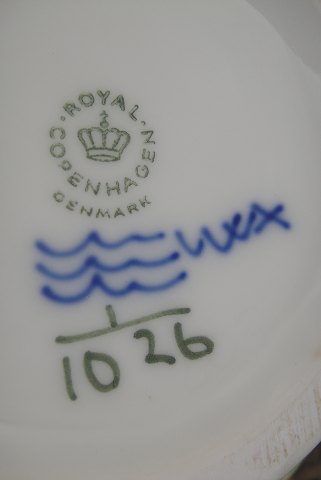 ROYAL
COPENHAGEN
DENMARK
1
1026